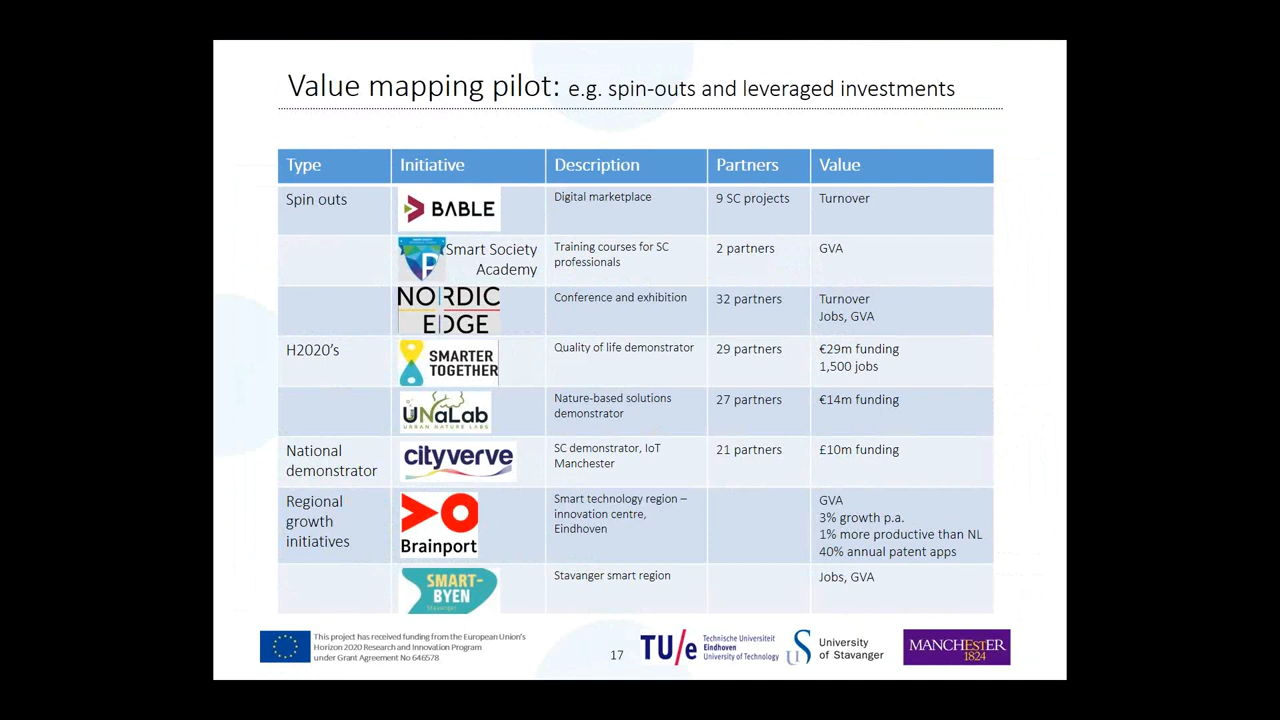 Value mapping pilot: e.g. spin-outs and leveraged investments
Type Initiative Description Partners Value
Spin outs BABLE Digital marketplace 9 SC projects Turnover
P Smart Society Academy Training courses for SC professionals 2 partners GVA
NORDIC EDGE Conference and exhibition 32 partners Turnover Jobs, GVA
H2020's SMARTER TOGETHER Quality of life demonstrator 29 partners €29m funding 1,500 jobs
UNaLab URBAN NATURE LABS Nature-based solutions demonstrator 27 partners €14m funding
National demonstrator cityverve SC demonstrator, IoT Manchester 21 partners £10m funding
Regional growth initiatives Brainport Smart technology region – innovation centre, Eindhoven GVA 3% growth p.a. 1% more productive than NL 40% annual patent apps
SMART-BYEN Stavanger Stavanger smart region Jobs, GVA
This project has received funding from the European Union's
Horizon 2020 Research and Innovation Program
under Grant Agreement No 646578
17
TU/e Technische Universiteit
Eindhoven
University of Technology
US University
of Stavanger
MANCHESTER
1824